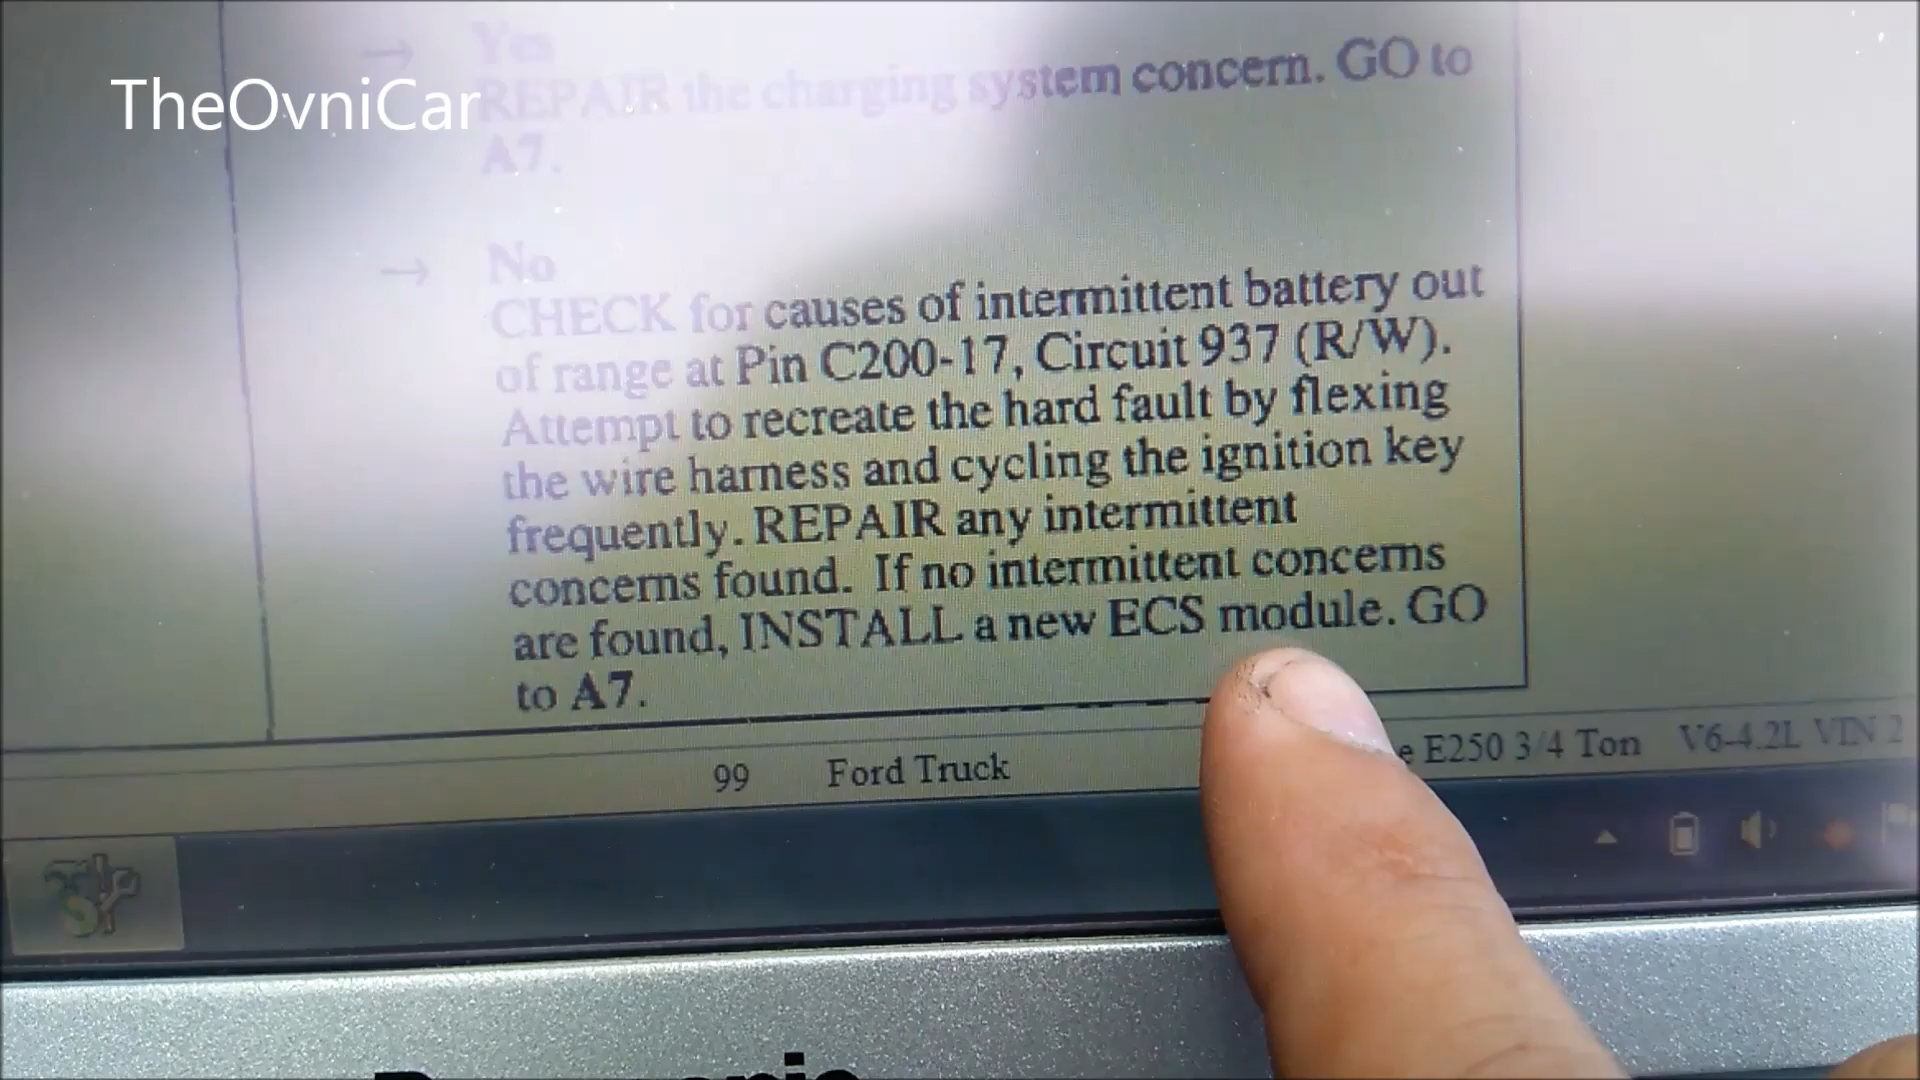 Yes
TheOvniCar
REPAIR the charging system concern. GO to
A7.
No
CHECK for causes of intermittent battery out
of range at Pin C200-17, Circuit 937 (R/W).
Attempt to recreate the hard fault by flexing
the wire harness and cycling the ignition key
frequently. REPAIR any intermittent
concerns found. If no intermittent concerns
are found, INSTALL a new ECS module. GO
to A7.
99 Ford Truck E250 3/4 Ton V6-4.2L VIN 2